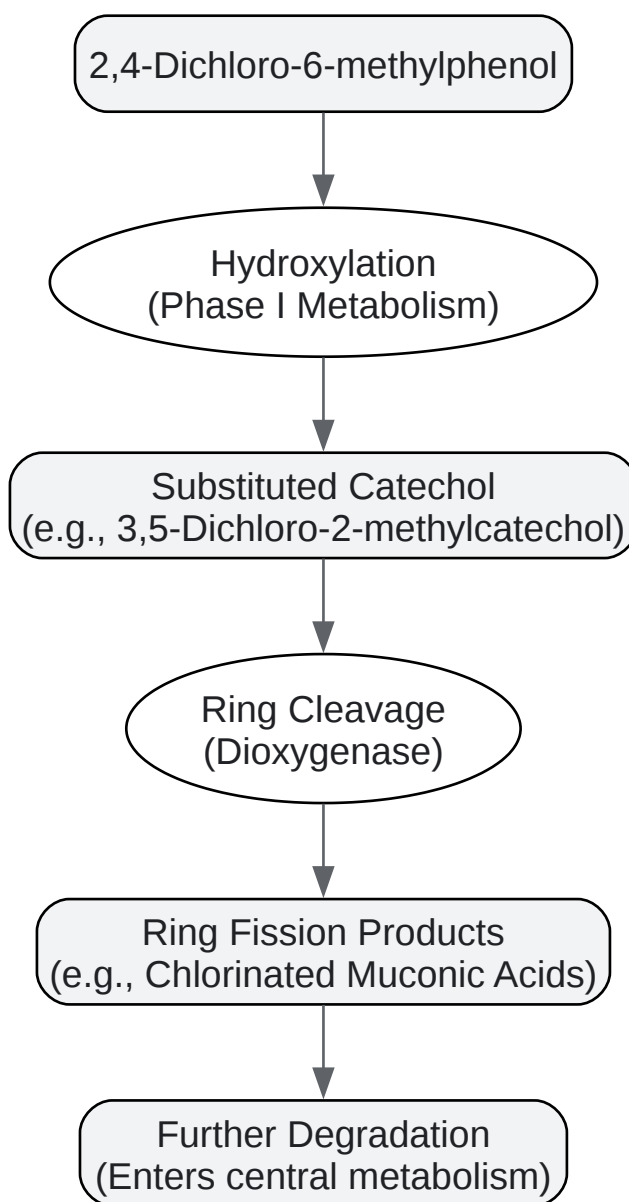 2,4-Dichloro-6-methylphenol
Hydroxylation
(Phase I Metabolism)
Substituted Catechol
(e.g., 3,5-Dichloro-2-methylcatechol)
Ring Cleavage
(Dioxygenase)
Ring Fission Products
(e.g., Chlorinated Muconic Acids)
Further Degradation
(Enters central metabolism)